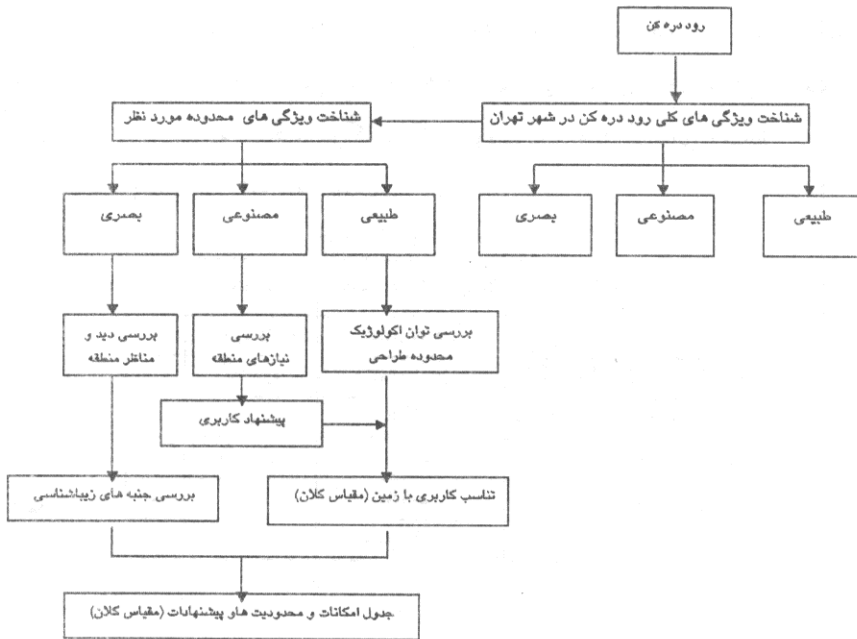 رود دره کن
شناخت ویژگی های کلی رود دره کن در شهر تهران
شناخت ویژگی های محدوده مورد نظر
طبیعی
مصنوعی
بصری
طبیعی
مصنوعی
بصری
بررسی توان اکولوژیک
محدوده طراحی
بررسی
نیازهای منطقه
بررسی دید و
مناظر منطقه
پیشنهاد کاربری
تناسب کاربری با زمین (مقیاس کلان)
بررسی جنبه های زیباشناسی
جدول امکانات و محدودیت هاو پیشنهادات (مقیاس کلان)